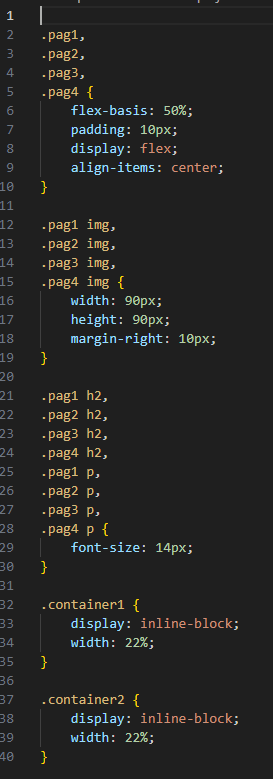 1
2 .pag1,
3 .pag2,
4 .pag3,
5 .pag4 {
6 flex-basis: 50%;
7 padding: 10px;
8 display: flex;
9 align-items: center;
10 }
11
12 .pag1 img,
13 .pag2 img,
14 .pag3 img,
15 .pag4 img {
16 width: 90px;
17 height: 90px;
18 margin-right: 10px;
19 }
20
21 .pag1 h2,
22 .pag2 h2,
23 .pag3 h2,
24 .pag4 h2,
25 .pag1 p,
26 .pag2 p,
27 .pag3 p,
28 .pag4 p {
29 font-size: 14px;
30 }
31
32 .container1 {
33 display: inline-block;
34 width: 22%;
35 }
36
37 .container2 {
38 display: inline-block;
39 width: 22%;
40 }